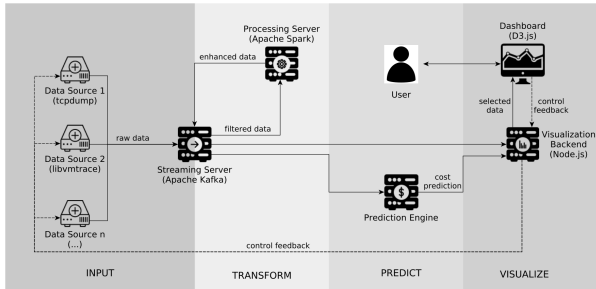 Processing Server
(Apache Spark)
Dashboard
(D3.js)
enhanced data
Data Source 1
(tcpdump)
User
selected
data
control
feedback
raw data
filtered data
Data Source 2
(libvmtrace)
Streaming Server
(Apache Kafka)
Visualization
Backend
(Node.js)
cost
prediction
$
Prediction Engine
Data Source n
(...)
control feedback
INPUT
TRANSFORM
PREDICT
VISUALIZE